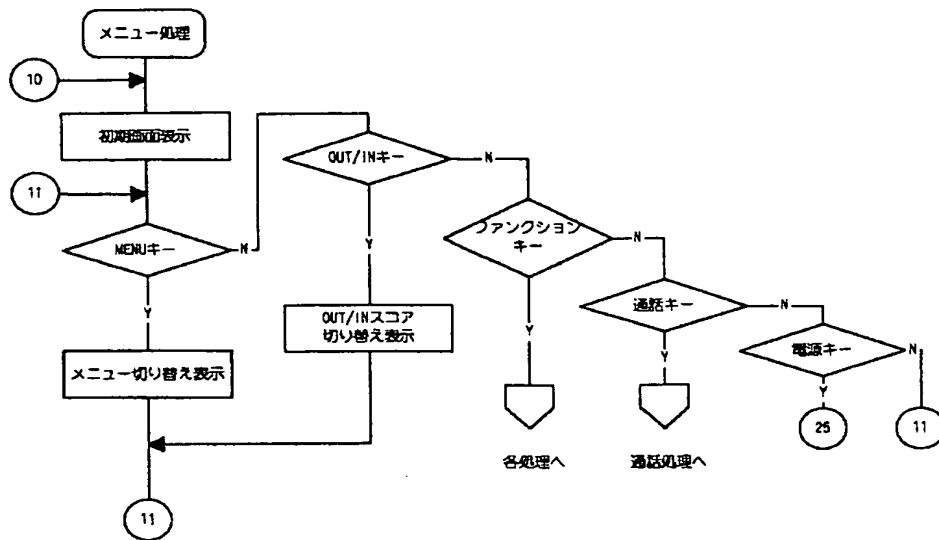 メニュー処理
10
初期画面表示
11
MENUキー
N
Y
メニュー切り替え表示
11
OUT/INキー
N
Y
OUT/INスコア
切り替え表示
ファンクション
キー
N
Y
各処理へ
通話キー
N
Y
通話処理へ
電源キー
N
Y
25
11